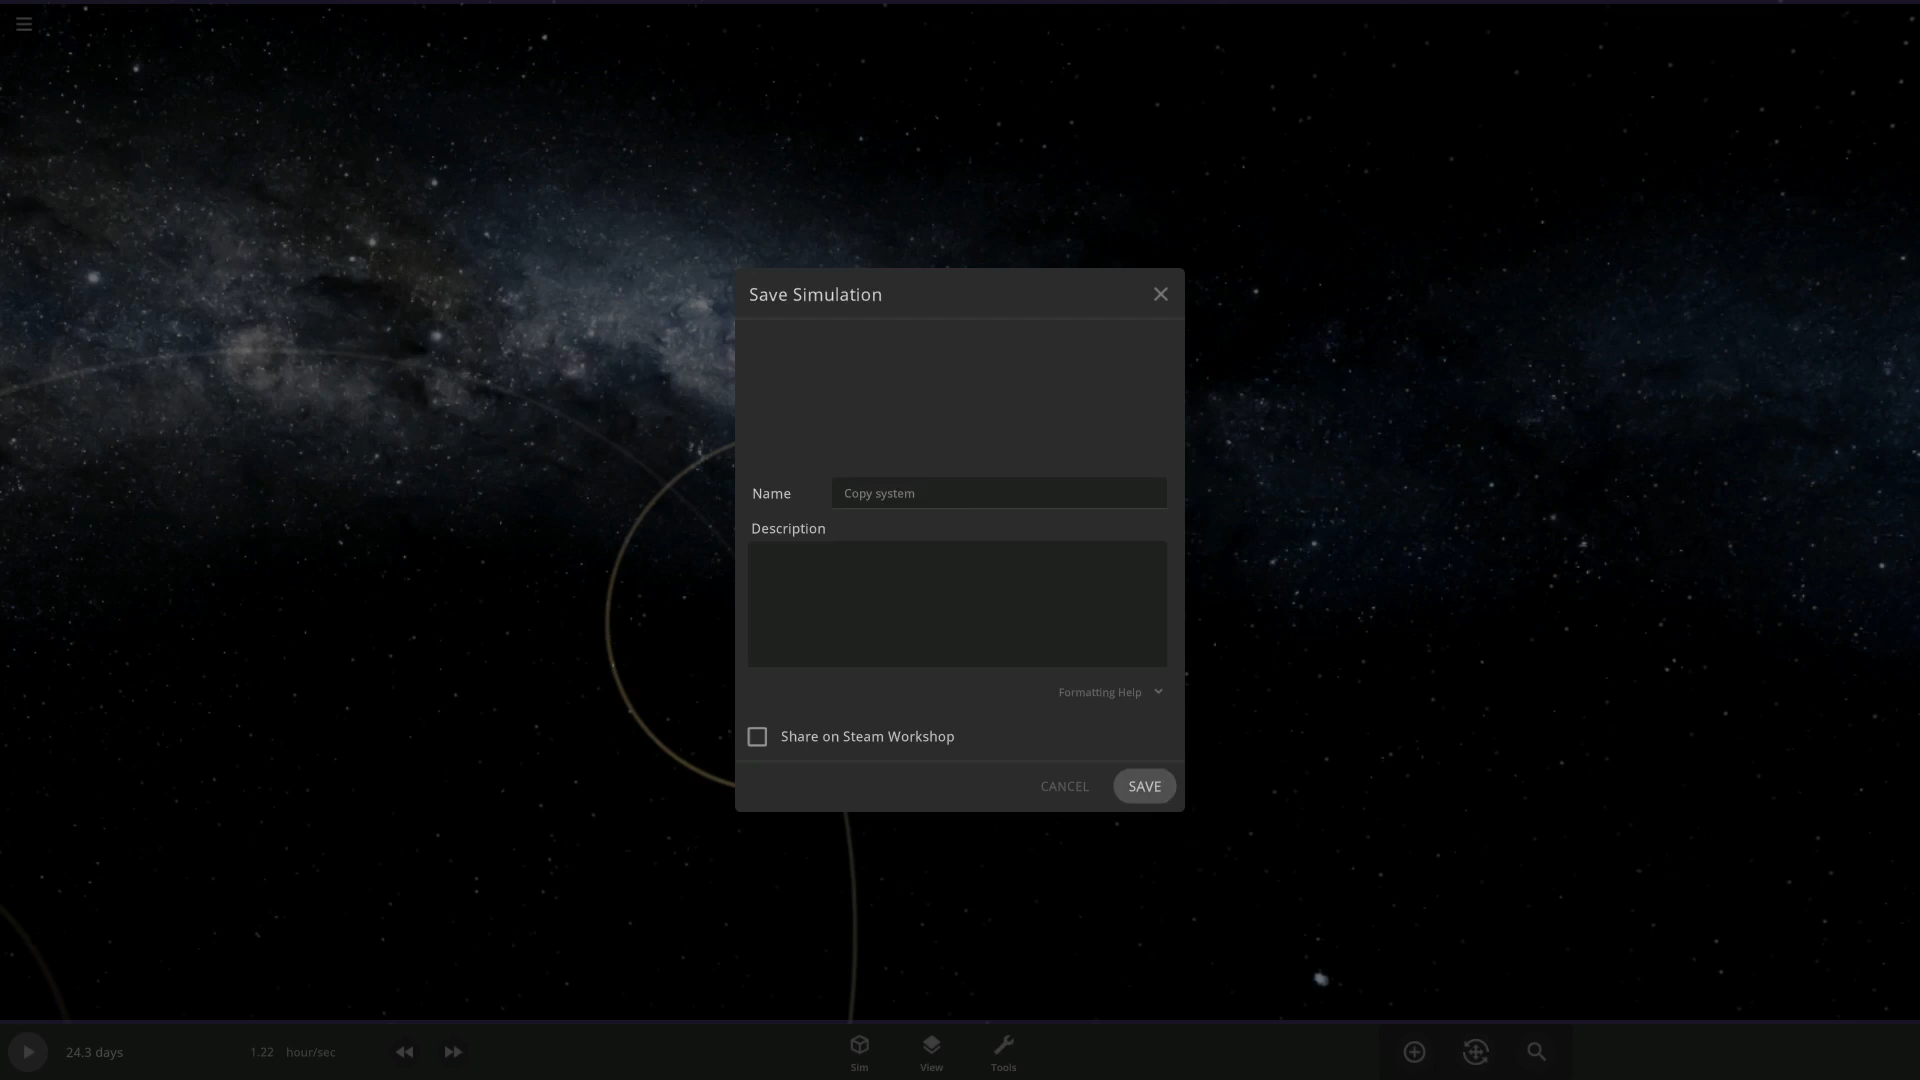 Save Simulation
Name
Copy system
Description
Formatting Help
Share on Steam Workshop
CANCEL
SAVE
24.3 days
1.22 hour/sec
Sim
View
Tools